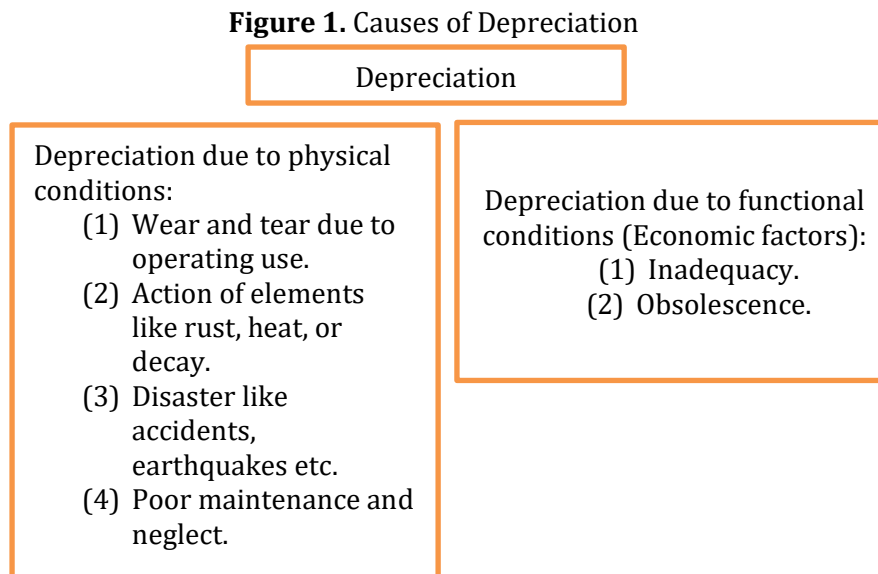 Figure 1. Causes of Depreciation
Depreciation
Depreciation due to physical
conditions:
(1) Wear and tear due to
operating use.
(2) Action of elements
like rust, heat, or
decay.
(3) Disaster like
accidents,
earthquakes etc.
(4) Poor maintenance and
neglect.
Depreciation due to functional
conditions (Economic factors):
(1) Inadequacy.
(2) Obsolescence.